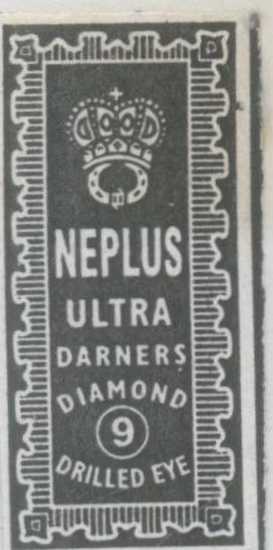 NEPLUS
ULTRA
DARNERS
DIAMOND
9
DRILLED EYE